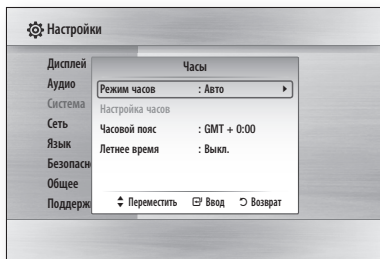 Настройки
Дисплей
Аудио
Система
Сеть
Язык
Безопасн
Общее
Поддерж
Часы
Режим часов : Авто
Настройка часов
Часовой пояс : GMT + 0:00
Летнее время : Выкл.
Переместить Ввод Возврат